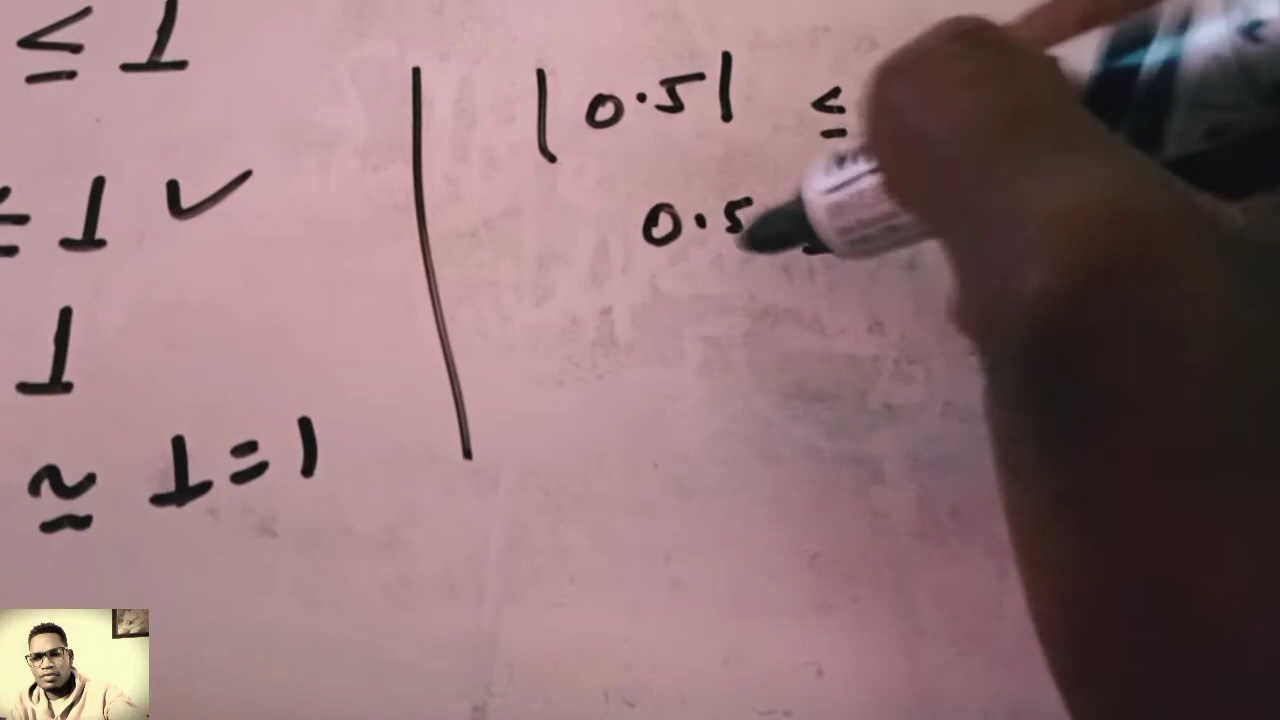 ≤ 1
≤ 1 ✓
1
≈ 1 = 1
|0.5| ≤
0.5